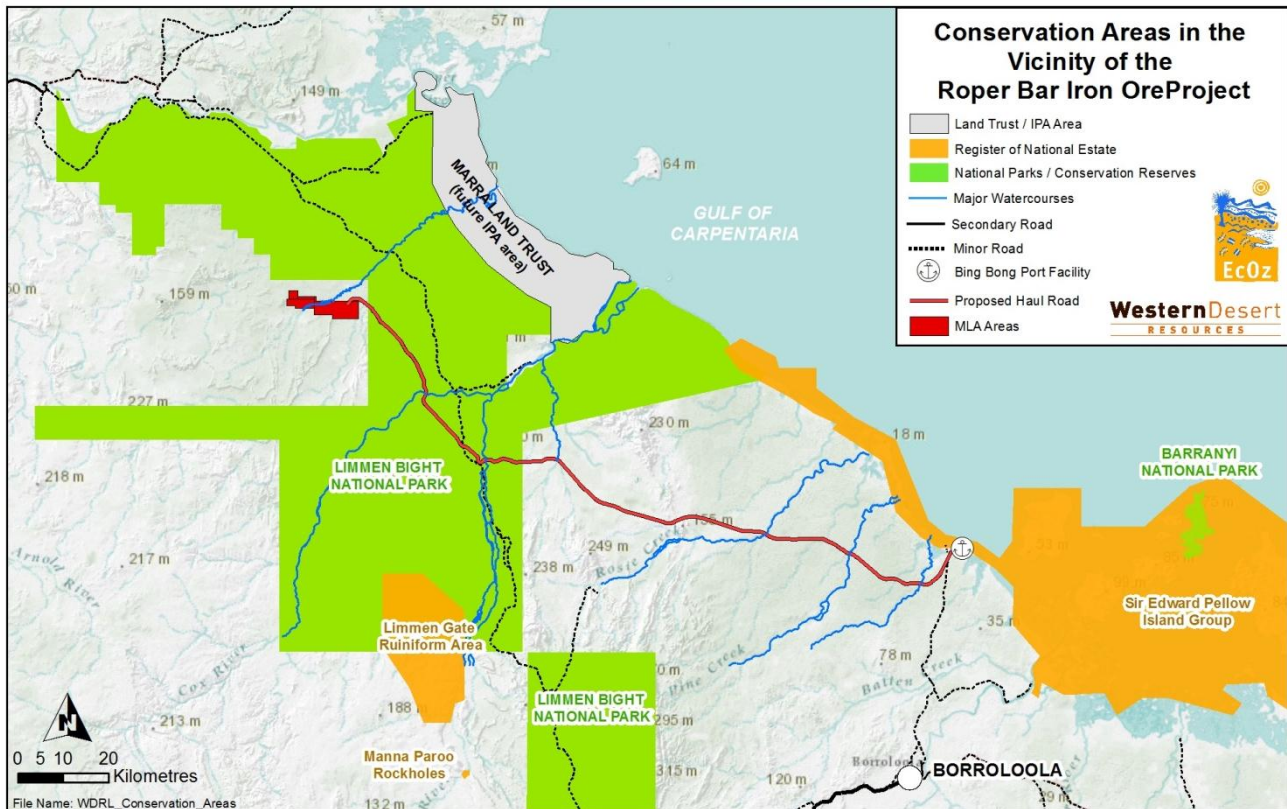 Conservation Areas in the
Vicinity of the
Roper Bar Iron OreProject
Land Trust / IPA Area
Register of National Estate
National Parks / Conservation Reserves
Major Watercourses
Secondary Road
Minor Road
Bing Bong Port Facility
Proposed Haul Road
MLA Areas
EcOz
WesternDesert
RESOURCES
57 m
149 m
64 m
GULF OF
CARPENTARIA
MARRA LAND TRUST
(future IPA area)
159 m
227 m
230 m
18 m
218 m
LIMMEN BIGHT
NATIONAL PARK
BARRANYI
NATIONAL PARK
155 m
249 m
Rosie Creek
217 m
Arnold River
238 m
35 m
Sir Edward Pellow
Island Group
Limmen Gate
Ruiniform Area
78 m
Batten Creek
Pine Creek
Cox River
LIMMEN BIGHT
NATIONAL PARK
188 m
213 m
295 m
Manna Paroo
Rockholes
315 m
120 m
Borroloola
BORROLOOLA
132 m
29 m
N
0 5 10 20
Kilometres
File Name: WDRL_Conservation_Areas